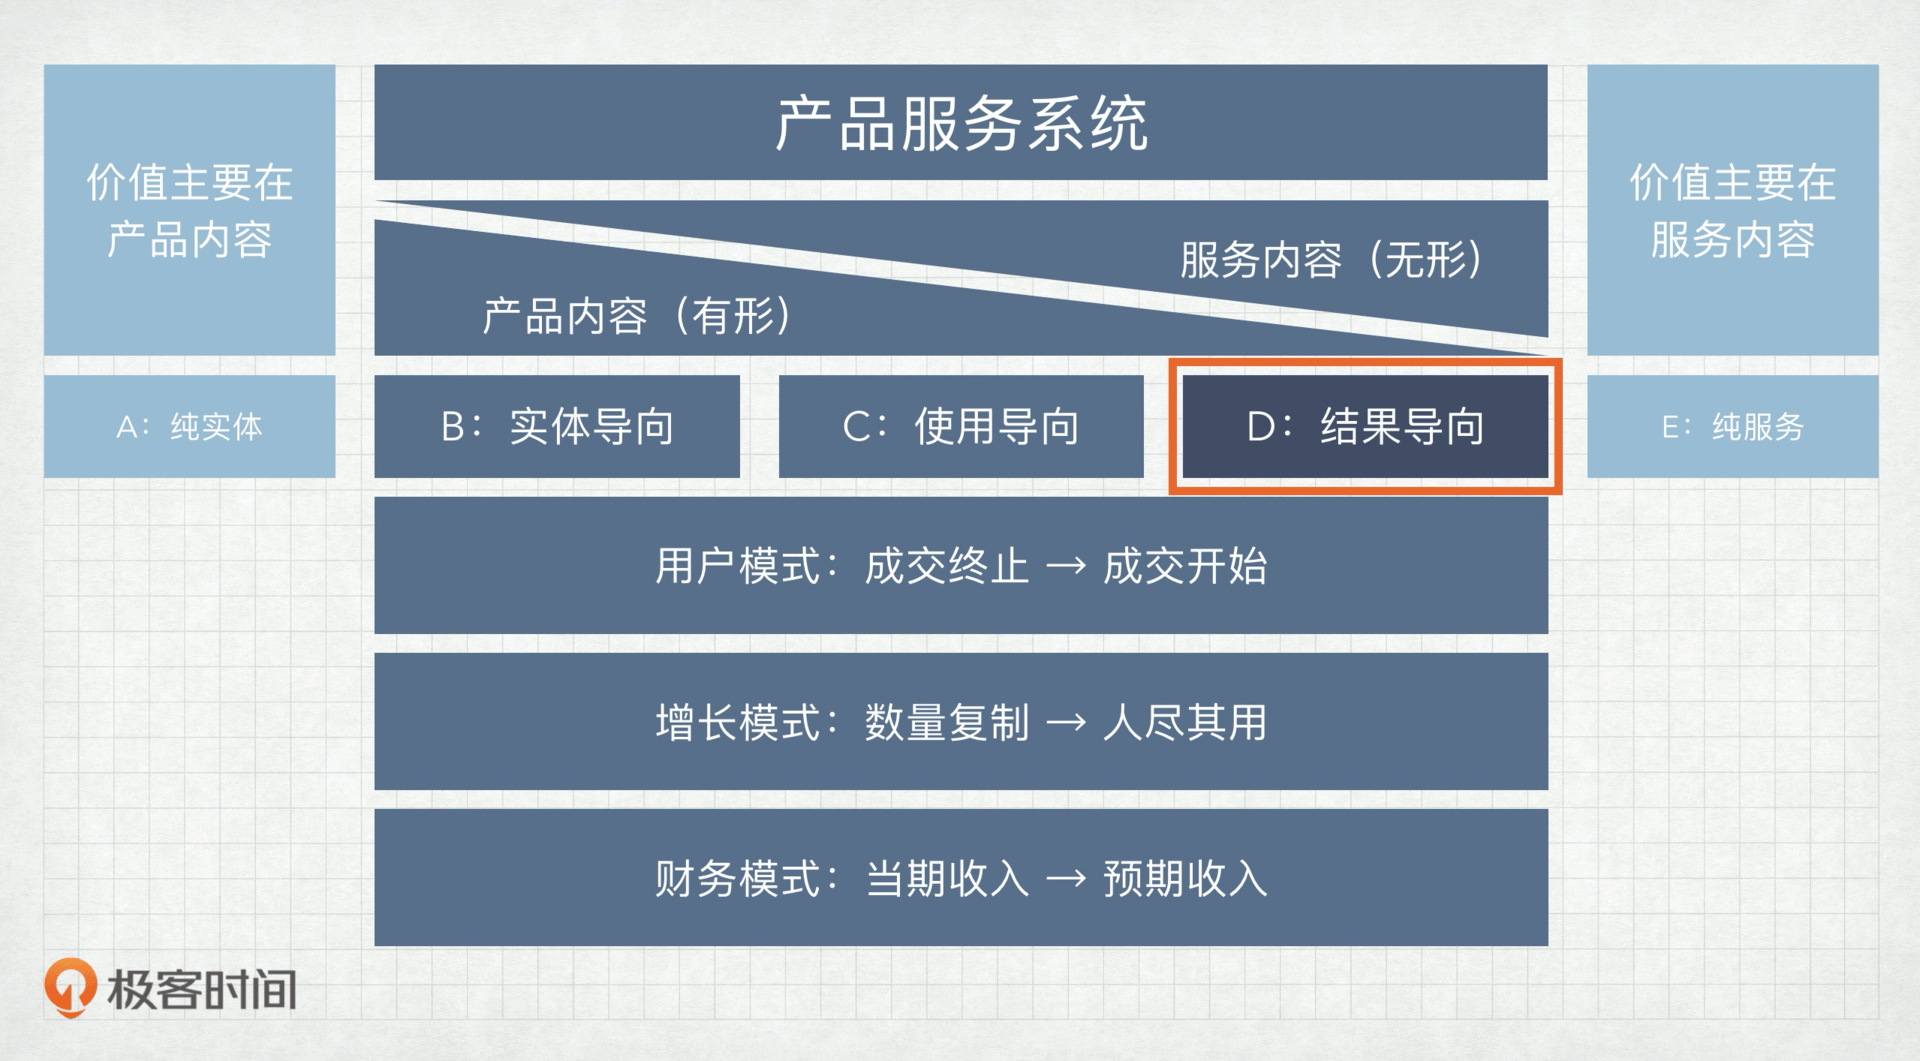 产品服务系统
价值主要在
产品内容
价值主要在
服务内容
服务内容（无形）
产品内容（有形）
A：纯实体
B：实体导向
C：使用导向
D：结果导向
E：纯服务
用户模式：成交终止 → 成交开始
增长模式：数量复制 → 人尽其用
财务模式：当期收入 → 预期收入
极客时间